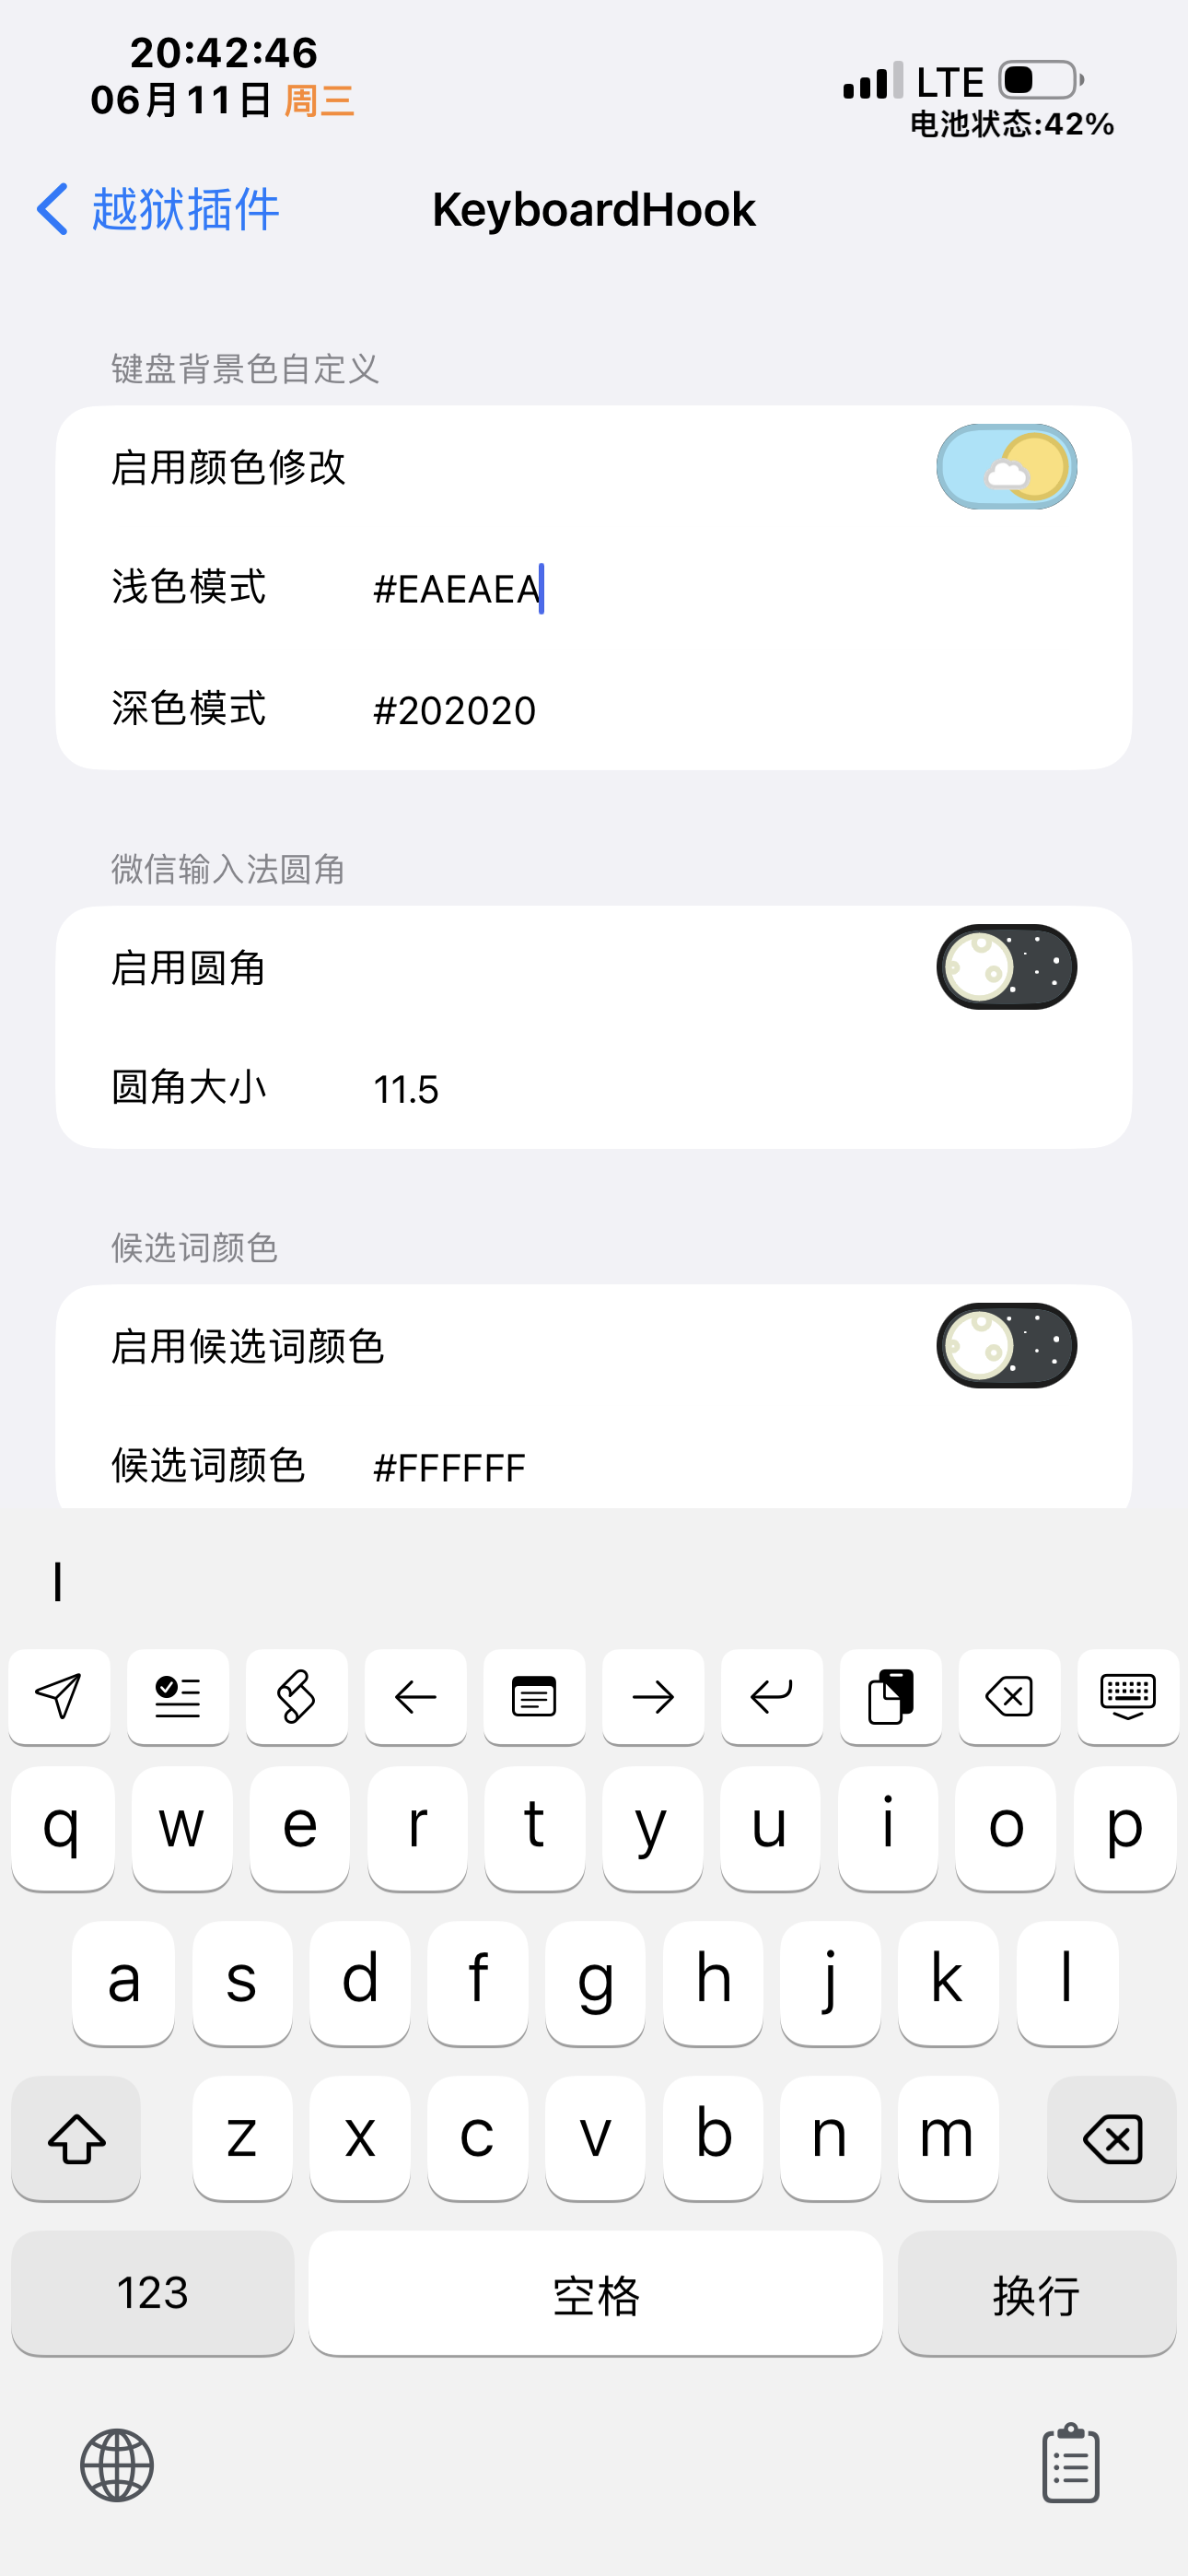 20:42:46
06月11日 周三
LTE
电池状态:42%
越狱插件
KeyboardHook
键盘背景色自定义
启用颜色修改
浅色模式 #EAEAEA
深色模式 #202020
微信输入法圆角
启用圆角
圆角大小 11.5
候选词颜色
启用候选词颜色
候选词颜色 #FFFFFF
I
q w e r t y u i o p
a s d f g h j k l
z x c v b n m
123 空格 换行